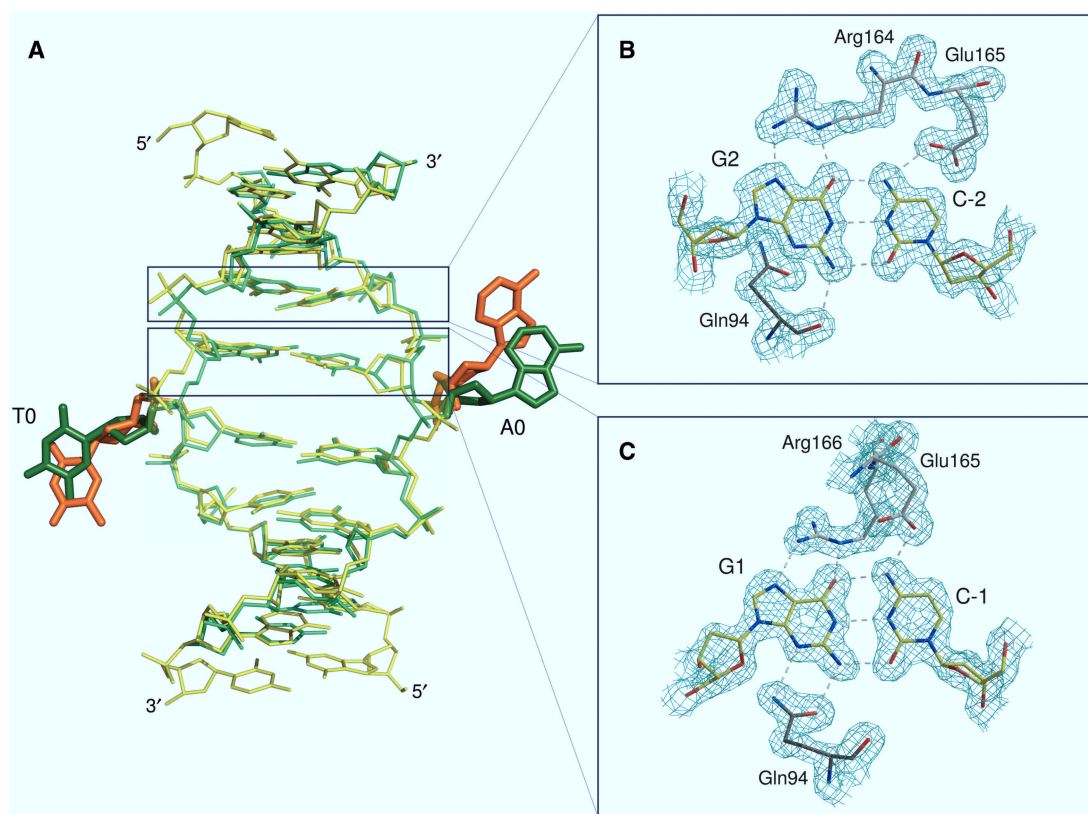 A
5′
3′
T0
A0
3′
5′
B
Arg164
Glu165
G2
C-2
Gln94
C
Arg166
Glu165
G1
C-1
Gln94